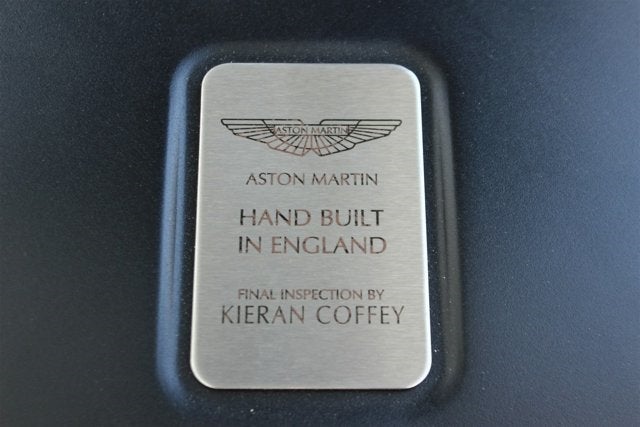 ASTON MARTIN
ASTON MARTIN
HAND BUILT
IN ENGLAND
FINAL INSPECTION BY
KIERAN COFFEY